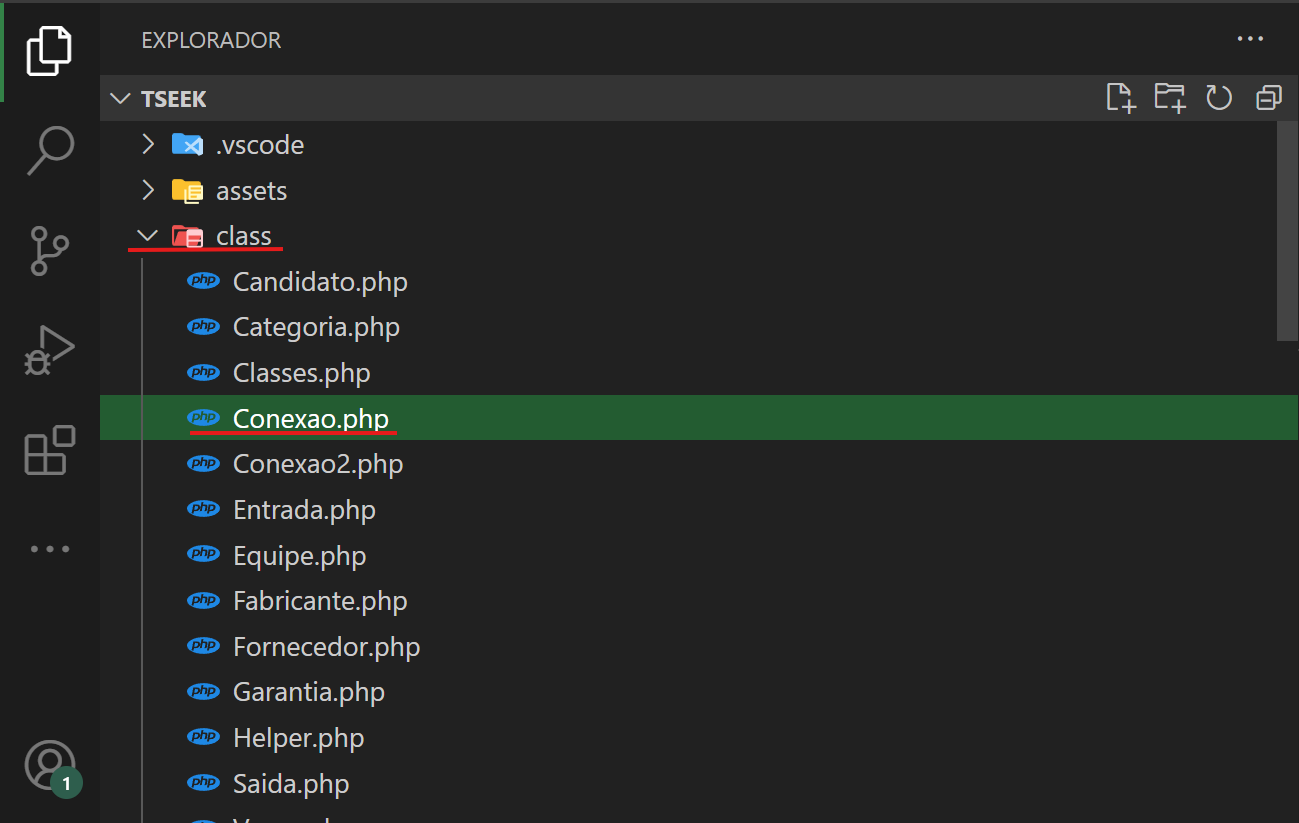 EXPLORADOR
TSEEK
.vscode
assets
class
php Candidato.php
php Categoria.php
php Classes.php
php Conexao.php
php Conexao2.php
php Entrada.php
php Equipe.php
php Fabricante.php
php Fornecedor.php
php Garantia.php
php Helper.php
php Saida.php
1